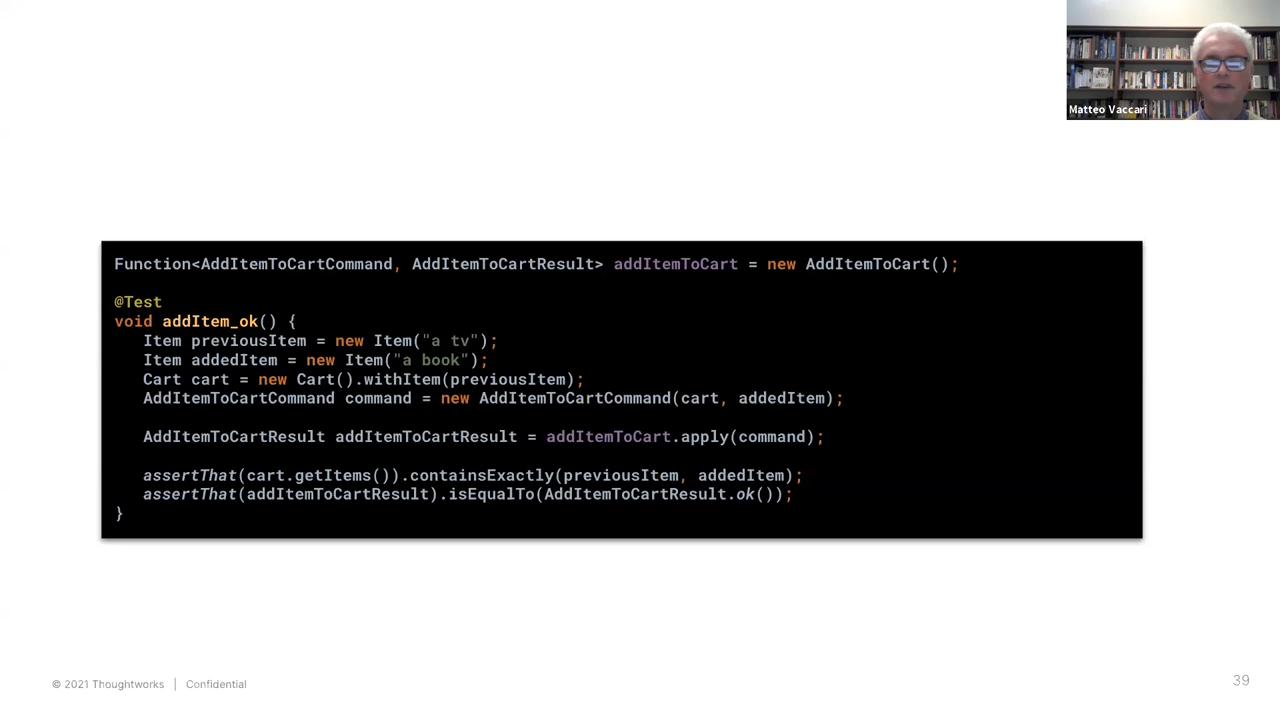 Matteo Vaccari
Function<AddItemToCartCommand, AddItemToCartResult> addItemToCart = new AddItemToCart();
@Test
void addItem_ok() {
Item previousItem = new Item("a tv");
Item addedItem = new Item("a book");
Cart cart = new Cart().withItem(previousItem);
AddItemToCartCommand command = new AddItemToCartCommand(cart, addedItem);
AddItemToCartResult addItemToCartResult = addItemToCart.apply(command);
assertThat(cart.getItems()).containsExactly(previousItem, addedItem);
assertThat(addItemToCartResult).isEqualTo(AddItemToCartResult.ok());
}
© 2021 Thoughtworks | Confidential
39